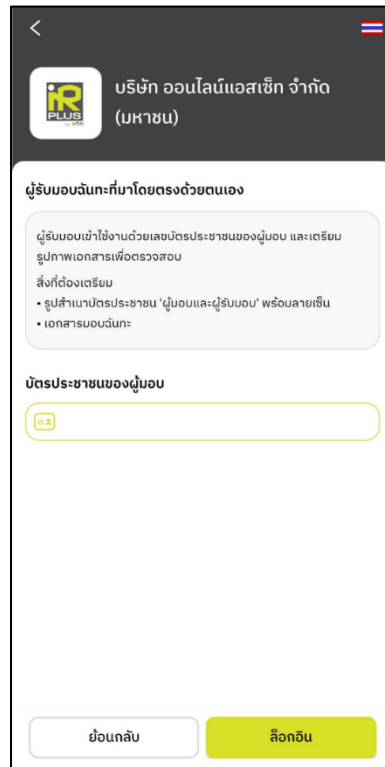 iR
PLUS
บริษัท ออนไลน์แอสเซ็ท จำกัด
(มหาชน)
ผู้รับมอบฉันทะที่มาโดยตรงด้วยตนเอง
ผู้รับมอบเข้าใช้งานด้วยเลขบัตรประชาชนของผู้มอบ และเตรียม
รูปภาพเอกสารเพื่อตรวจสอบ
สิ่งที่ต้องเตรียม
• รูปสำเนาบัตรประชาชน 'ผู้มอบและผู้รับมอบ' พร้อมลายเซ็น
• เอกสารมอบฉันทะ
บัตรประชาชนของผู้มอบ
ย้อนกลับ
ล็อกอิน